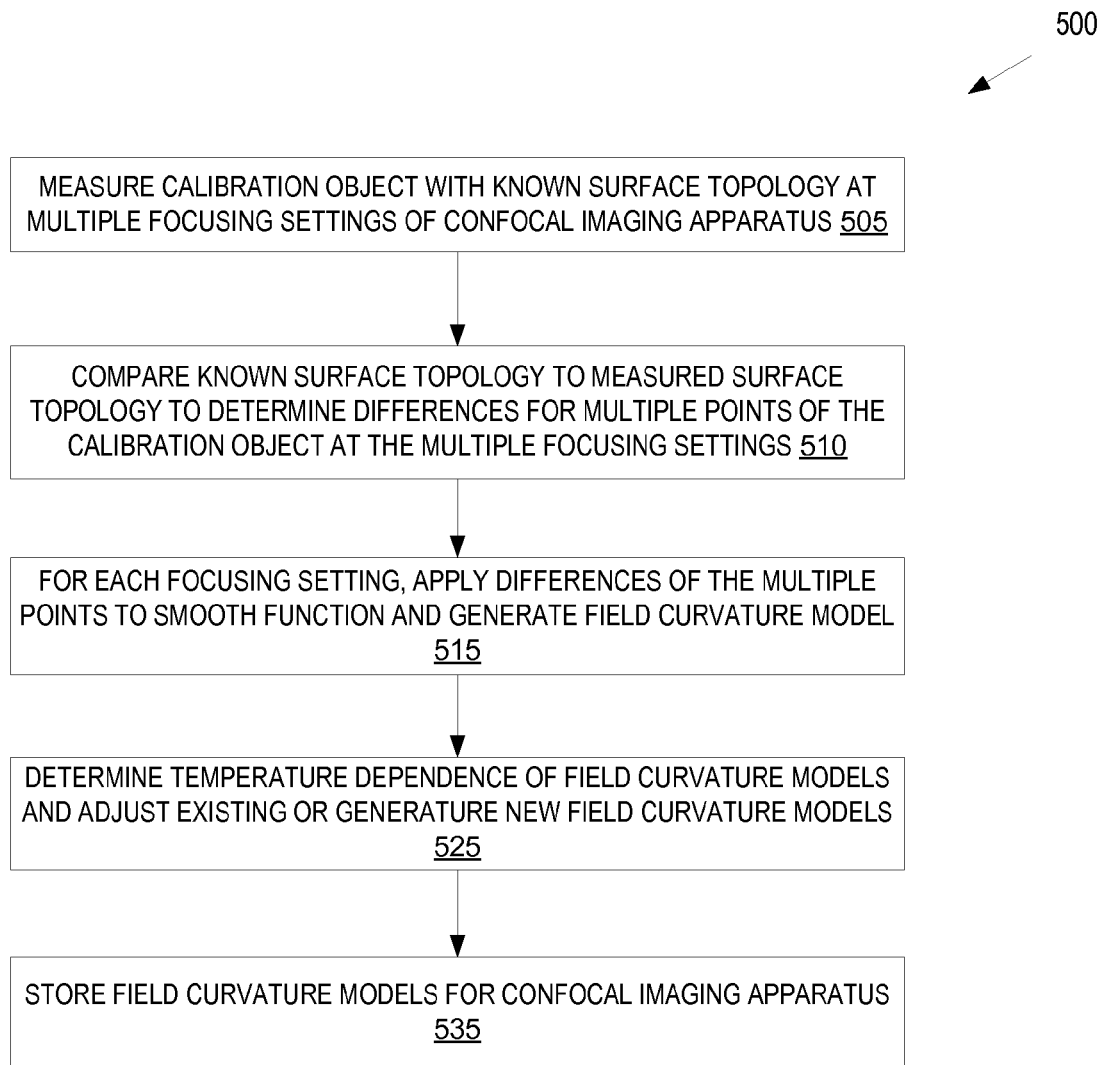 500
MEASURE CALIBRATION OBJECT WITH KNOWN SURFACE TOPOLOGY AT
MULTIPLE FOCUSING SETTINGS OF CONFOCAL IMAGING APPARATUS 505
COMPARE KNOWN SURFACE TOPOLOGY TO MEASURED SURFACE
TOPOLOGY TO DETERMINE DIFFERENCES FOR MULTIPLE POINTS OF THE
CALIBRATION OBJECT AT THE MULTIPLE FOCUSING SETTINGS 510
FOR EACH FOCUSING SETTING, APPLY DIFFERENCES OF THE MULTIPLE
POINTS TO SMOOTH FUNCTION AND GENERATE FIELD CURVATURE MODEL
515
DETERMINE TEMPERATURE DEPENDENCE OF FIELD CURVATURE MODELS
AND ADJUST EXISTING OR GENERATURE NEW FIELD CURVATURE MODELS
525
STORE FIELD CURVATURE MODELS FOR CONFOCAL IMAGING APPARATUS
535